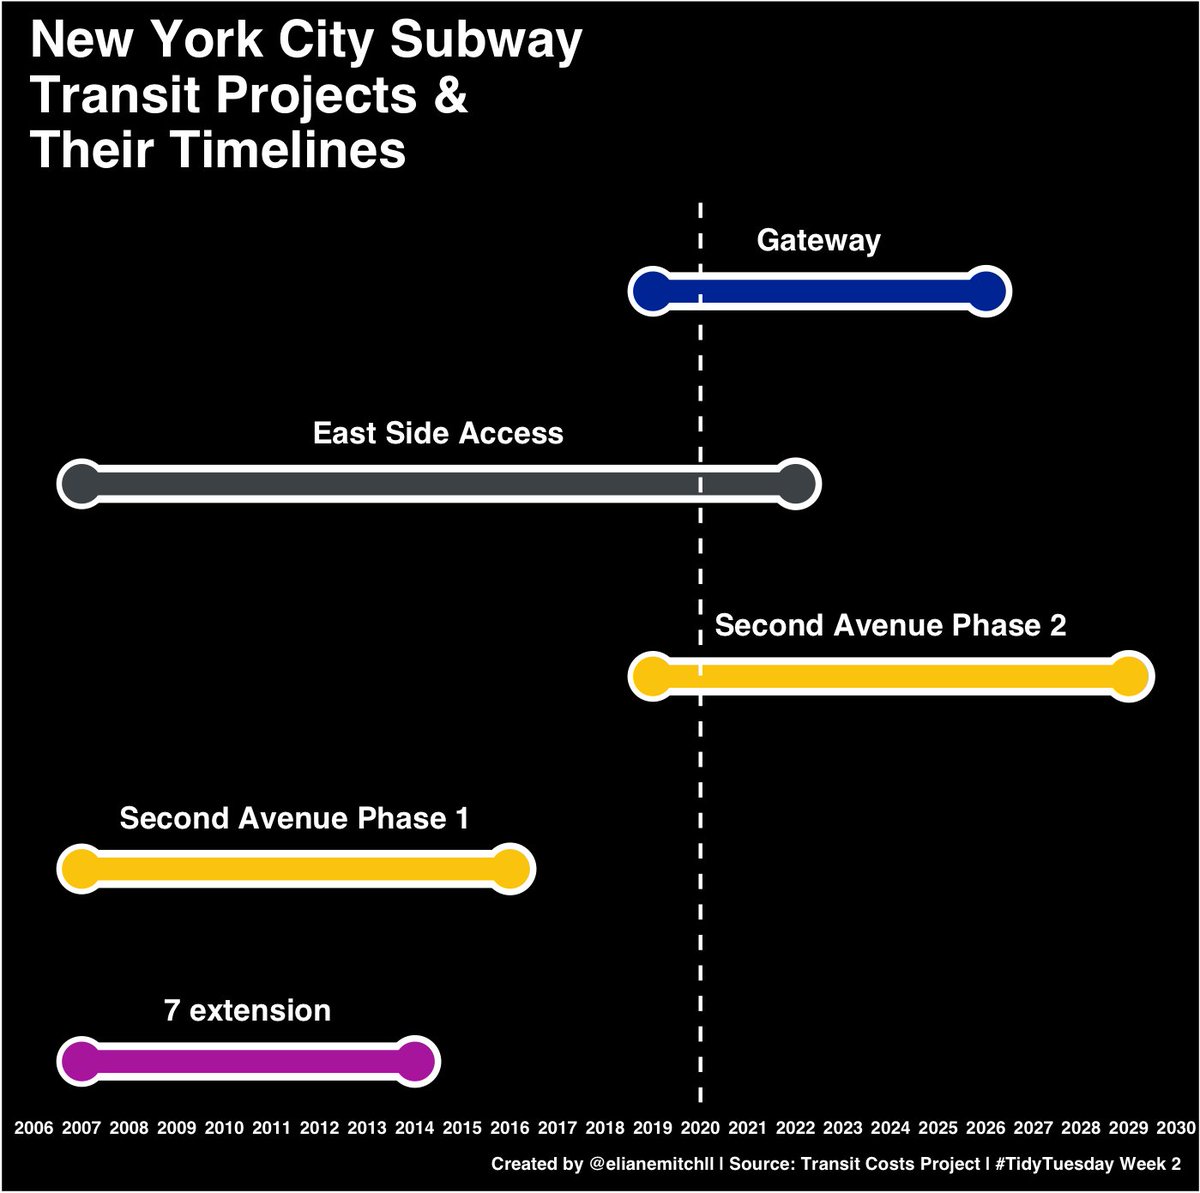 New York City Subway
Transit Projects &
Their Timelines
Gateway
East Side Access
Second Avenue Phase 2
Second Avenue Phase 1
7 extension
2006 2007 2008 2009 2010 2011 2012 2013 2014 2015 2016 2017 2018 2019 2020 2021 2022 2023 2024 2025 2026 2027 2028 2029 2030
Created by @elianemitchll | Source: Transit Costs Project | #TidyTuesday Week 2